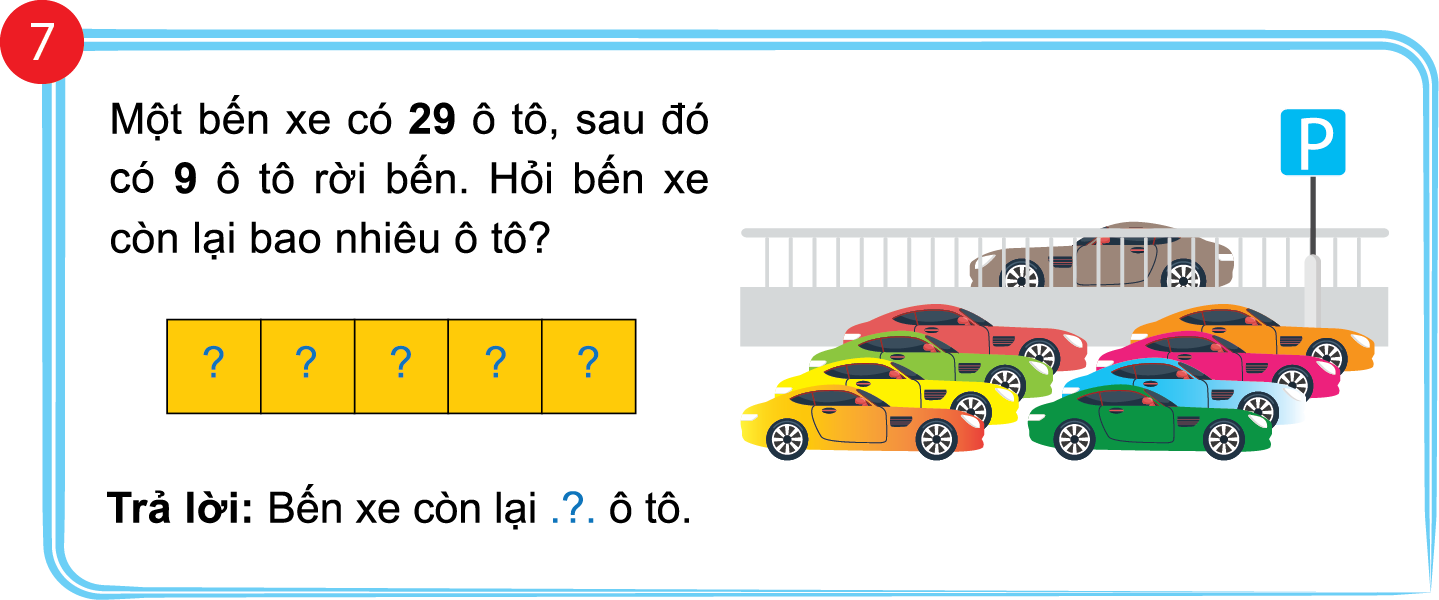 7
Một bến xe có 29 ô tô, sau đó
có 9 ô tô rời bến. Hỏi bến xe
còn lại bao nhiêu ô tô?
P
? ? ? ? ?
Trả lời: Bến xe còn lại .?. ô tô.